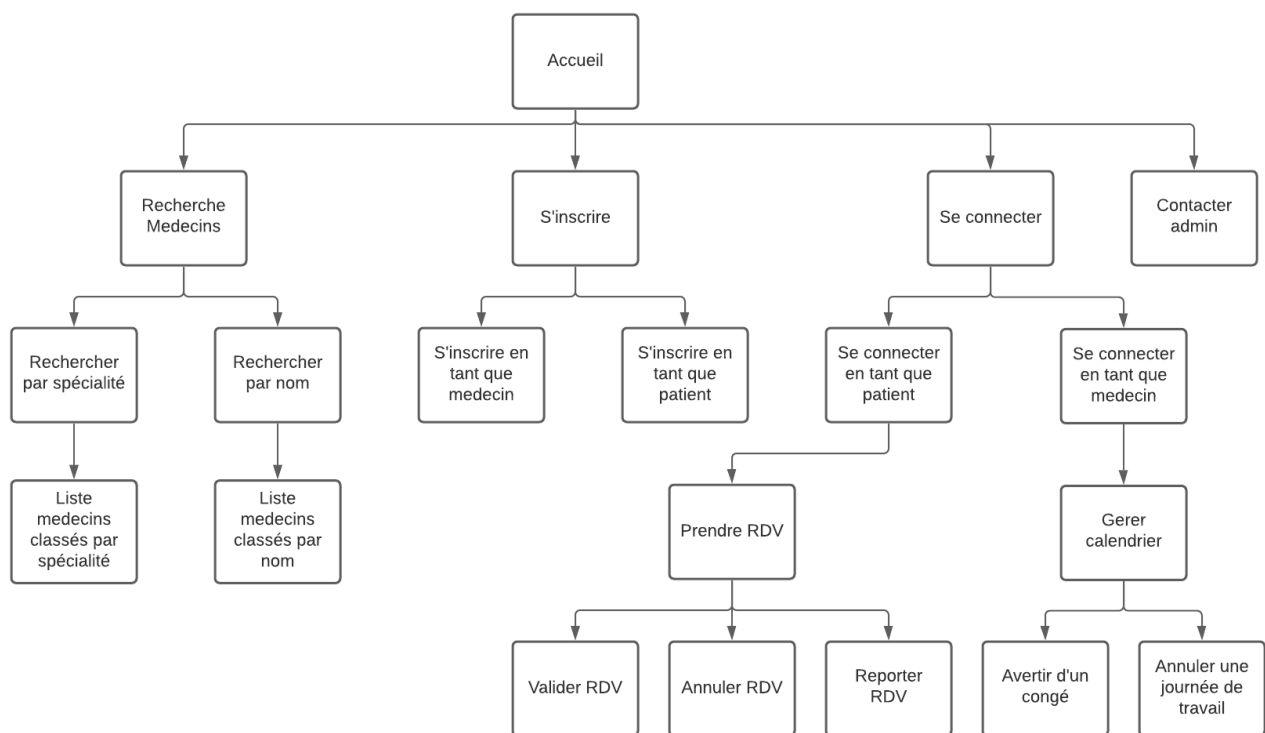 Accueil
Recherche
Medecins
S'inscrire
Se connecter
Contacter
admin
Rechercher
par spécialité
Rechercher
par nom
S'inscrire en
tant que
medecin
S'inscrire en
tant que
patient
Se connecter
en tant que
patient
Se connecter
en tant que
medecin
Liste
medecins
classés par
spécialité
Liste
medecins
classés par
nom
Prendre RDV
Gerer
calendrier
Valider RDV
Annuler RDV
Reporter
RDV
Avertir d'un
congé
Annuler une
journée de
travail